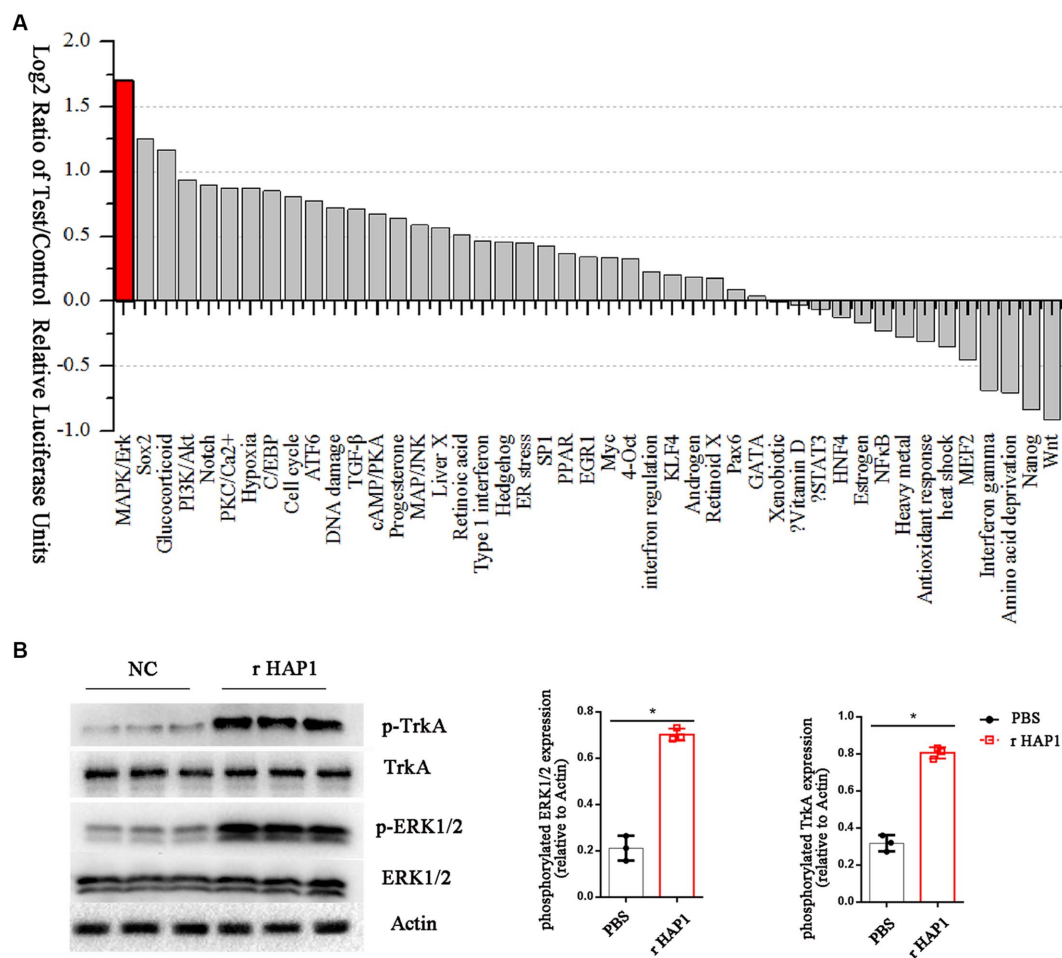 A
Log2 Ratio of Test/Control Relative Luciferase Units
2.0
1.5
1.0
0.5
0.0
-0.5
-1.0
MAPK/Erk
Sox2
Glucocorticoid
PI3K/Akt
Notch
PKC/Ca2+
Hypoxia
C/EBP
Cell cycle
ATF6
DNA damage
TGF-β
cAMP/PKA
Progesterone
MAP/JNK
Liver X
Retinoic acid
Type 1 interferon
Hedgehog
ER stress
SP1
PPAR
EGR1
Myc
4-Oct
interfron regulation
KLF4
Androgen
Retinoid X
Pax6
GATA
Xenobiotic
?Vitamin D
?STAT3
HNF4
Estrogen
NFκB
Heavy metal
Antioxidant response
heat shock
MEF2
Interferon gamma
Amino acid deprivation
Nanog
Wnt
B
NC
r HAP1
p-TrkA
TrkA
p-ERK1/2
ERK1/2
Actin
phosphorylated ERK1/2 expression
(relative to Actin)
0.8
0.6
0.4
0.2
0.0
*
PBS
r HAP1
phosphorylated TrkA expression
(relative to Actin)
1.0
0.8
0.6
0.4
0.2
0.0
*
PBS
r HAP1
PBS
r HAP1